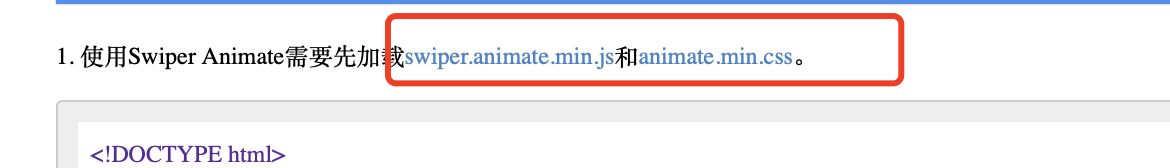 1. 使用Swiper Animate需要先加载swiper.animate.min.js和animate.min.css。
<!DOCTYPE html>